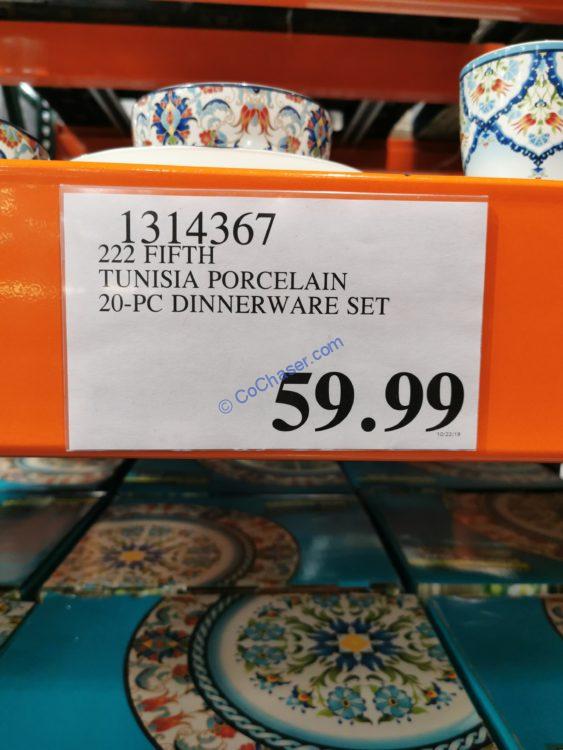 1314367
222 FIFTH
TUNISIA PORCELAIN
20-PC DINNERWARE SET
© CoChaser.com
59.99
10/22/19